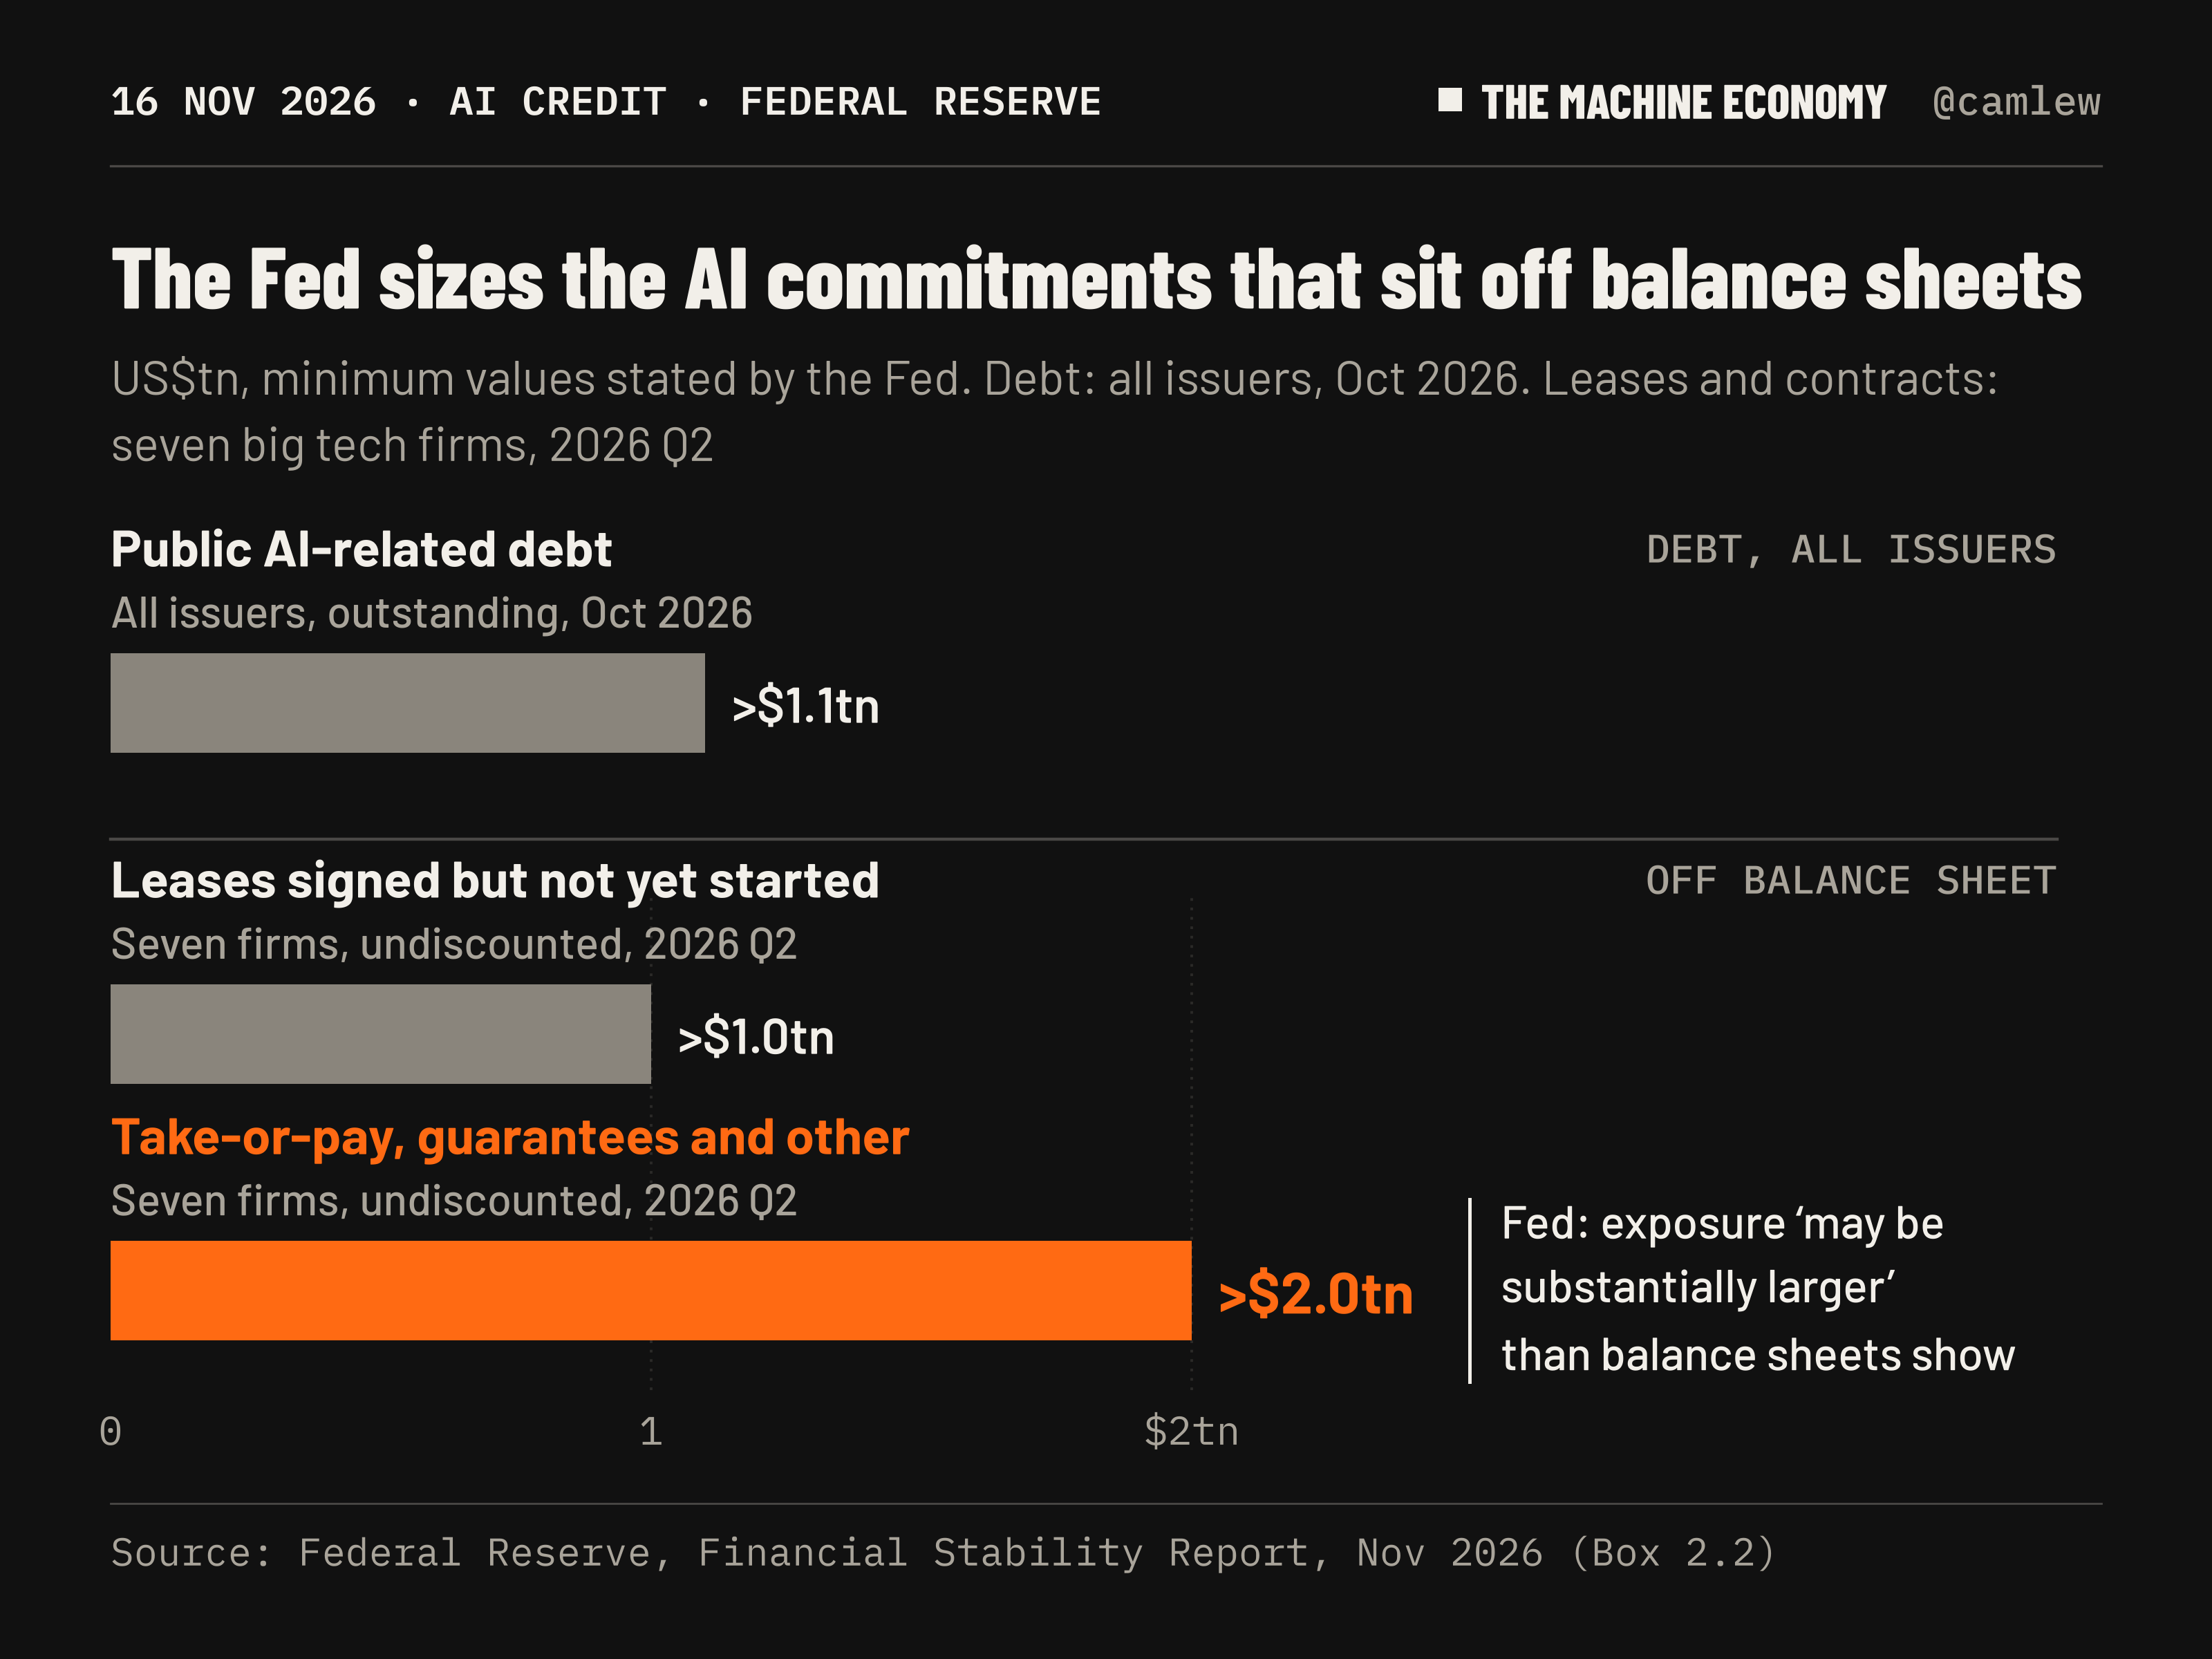 16 NOV 2026 · AI CREDIT · FEDERAL RESERVE
THE MACHINE ECONOMY @camlew
The Fed sizes the AI commitments that sit off balance sheets
US$tn, minimum values stated by the Fed. Debt: all issuers, Oct 2026. Leases and contracts:
seven big tech firms, 2026 Q2
Public AI-related debt
DEBT, ALL ISSUERS
All issuers, outstanding, Oct 2026
>$1.1tn
Leases signed but not yet started
OFF BALANCE SHEET
Seven firms, undiscounted, 2026 Q2
>$1.0tn
Take-or-pay, guarantees and other
Seven firms, undiscounted, 2026 Q2
>$2.0tn
Fed: exposure ‘may be
substantially larger’
than balance sheets show
0 1 $2tn
Source: Federal Reserve, Financial Stability Report, Nov 2026 (Box 2.2)